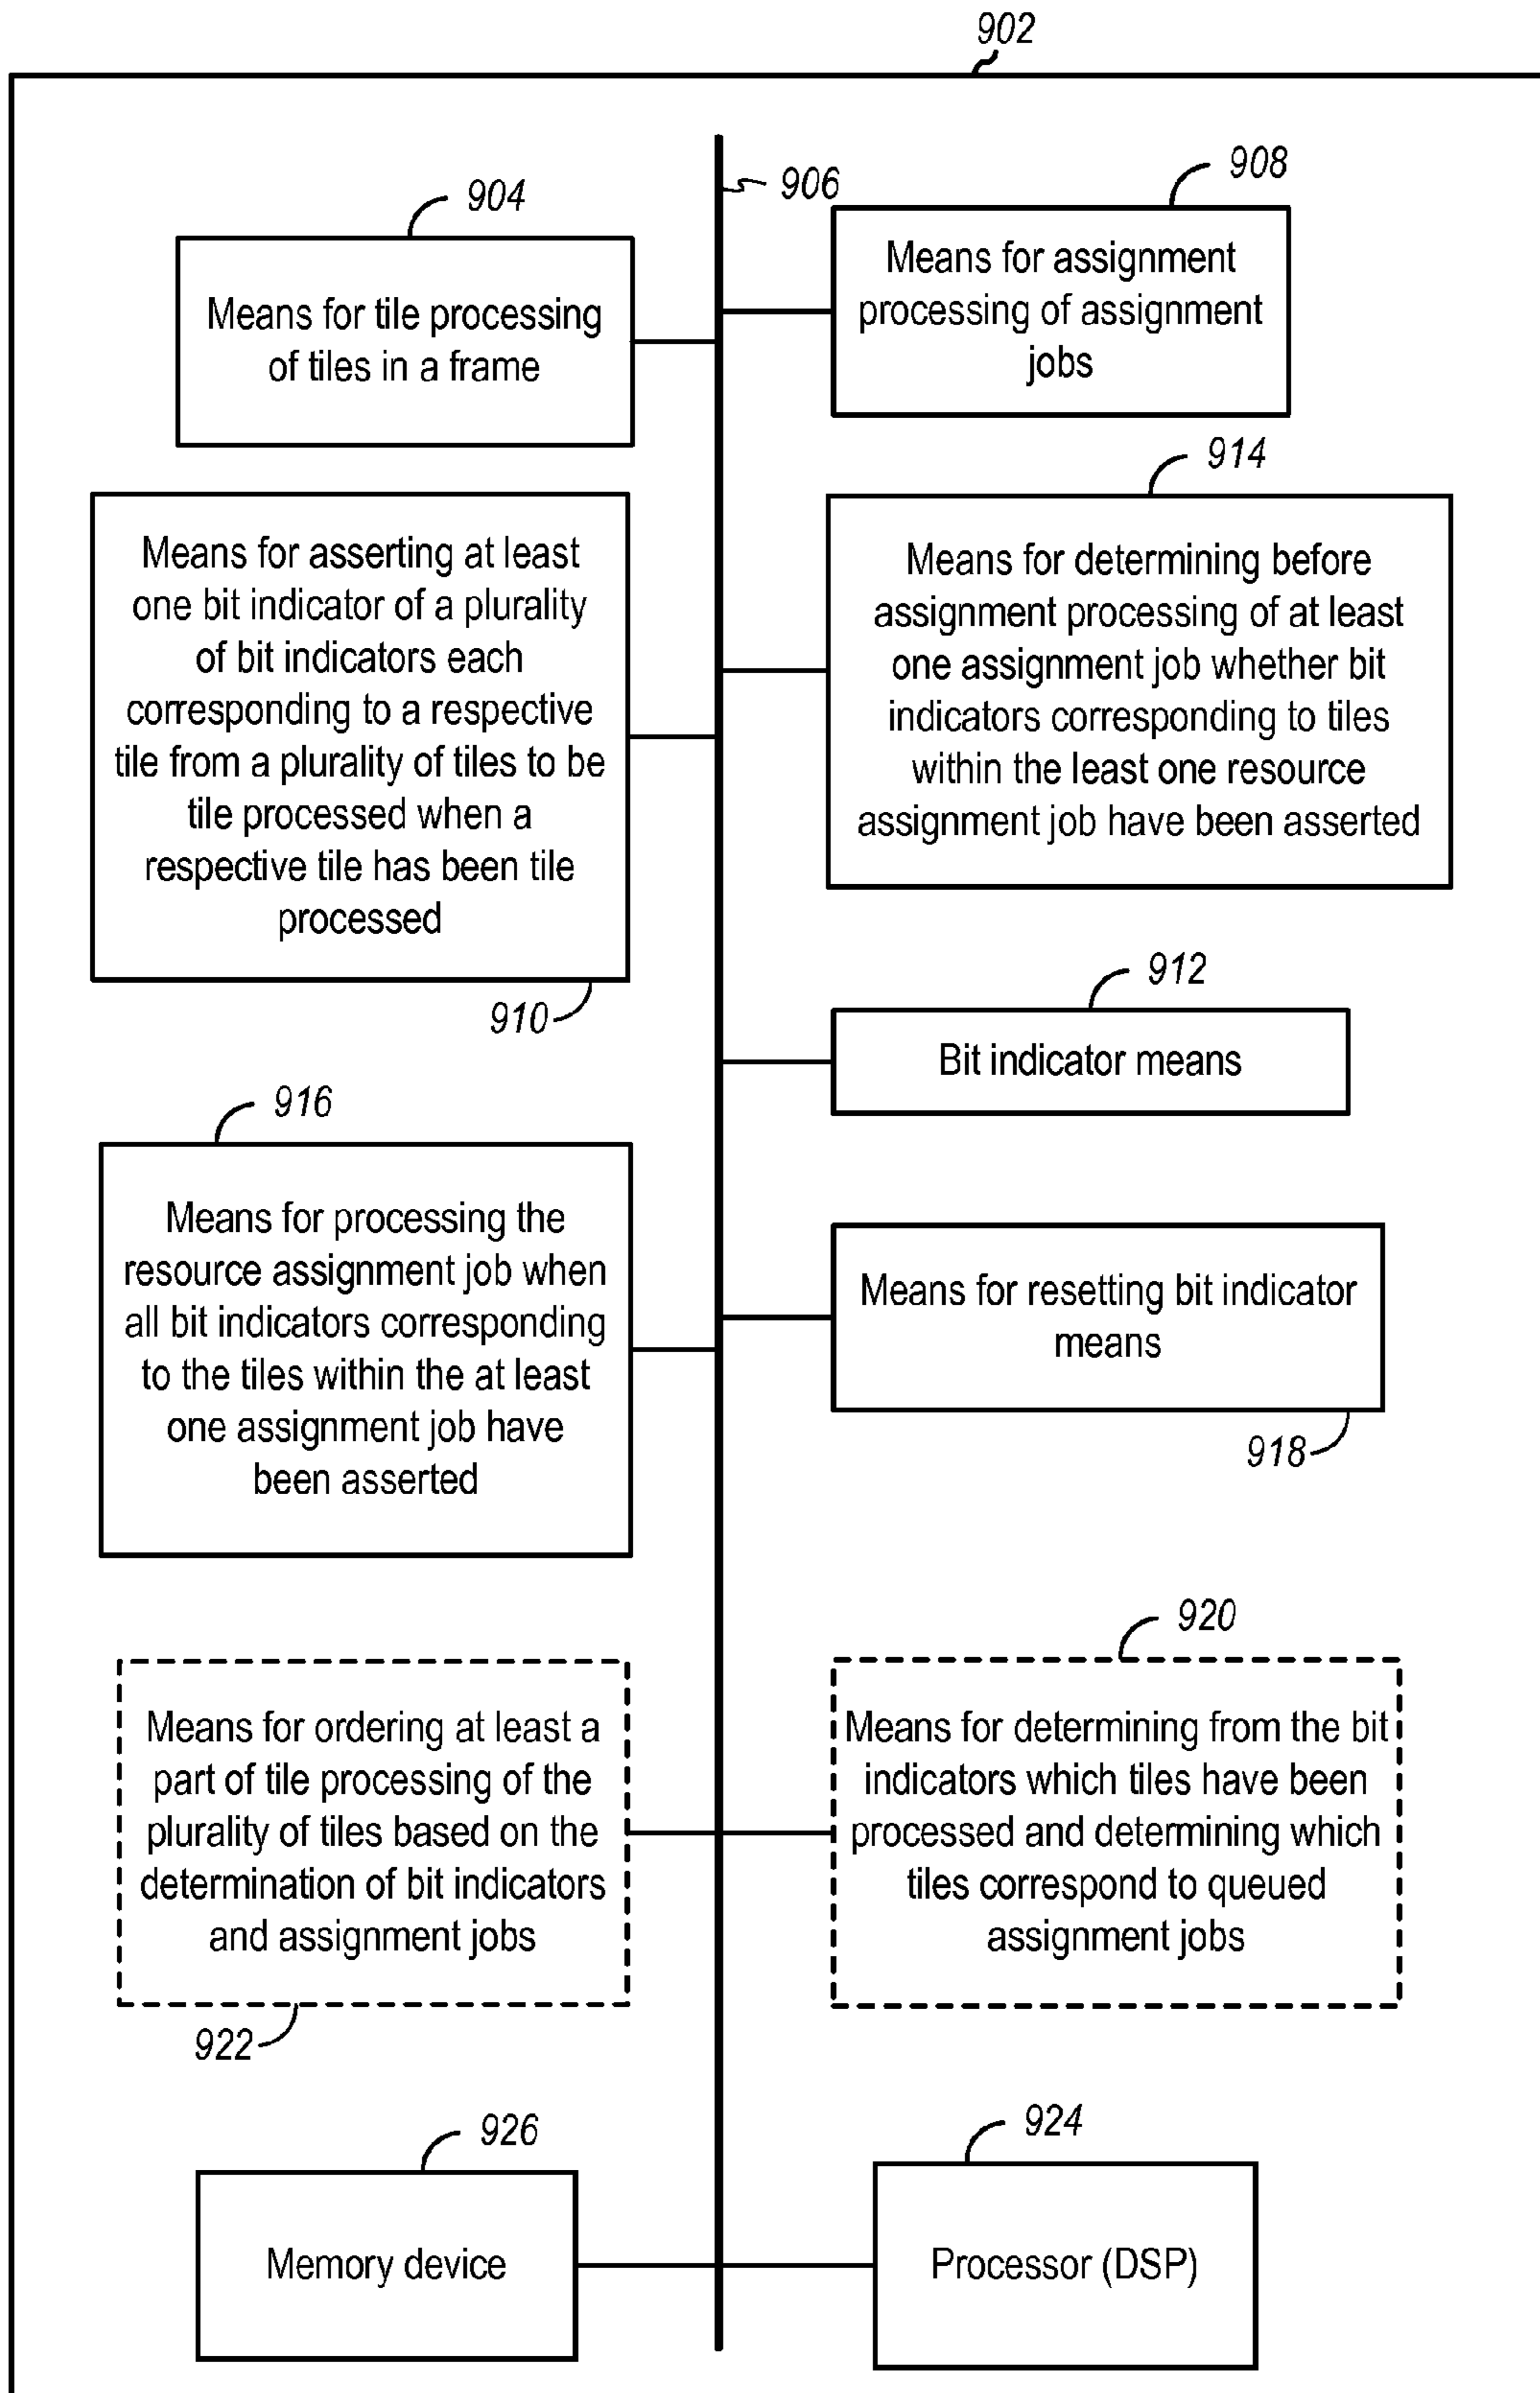 902
906
904
Means for tile processing
of tiles in a frame
908
Means for assignment
processing of assignment
jobs
Means for asserting at least
one bit indicator of a plurality
of bit indicators each
corresponding to a respective
tile from a plurality of tiles to be
tile processed when a
respective tile has been tile
processed
910
914
Means for determining before
assignment processing of at least
one assignment job whether bit
indicators corresponding to tiles
within the least one resource
assignment job have been asserted
912
Bit indicator means
916
Means for processing the
resource assignment job when
all bit indicators corresponding
to the tiles within the at least
one assignment job have
been asserted
Means for resetting bit indicator
means
918
Means for ordering at least a
part of tile processing of the
plurality of tiles based on the
determination of bit indicators
and assignment jobs
922
920
Means for determining from the bit
indicators which tiles have been
processed and determining which
tiles correspond to queued
assignment jobs
926
Memory device
924
Processor (DSP)